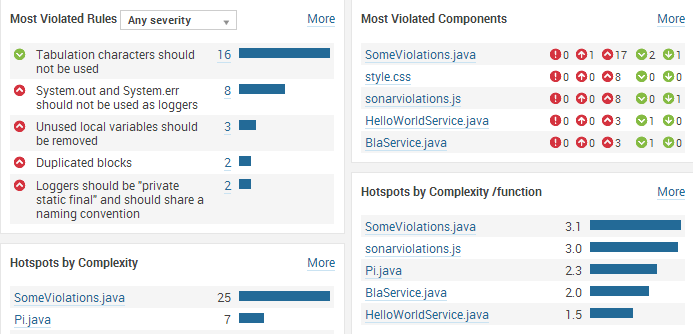 Most Violated Rules Any severity More
Tabulation characters should 16
not be used
System.out and System.err 8
should not be used as loggers
Unused local variables should 3
be removed
Duplicated blocks 2
Loggers should be "private 2
static final" and should share a
naming convention
Hotspots by Complexity More
SomeViolations.java 25
Pi.java 7
Most Violated Components More
SomeViolations.java 0 1 17 2 1
style.css 0 0 8 0 0
sonarviolations.js 0 0 8 0 1
HelloWorldService.java 0 0 3 1 0
BlaService.java 0 0 3 1 0
Hotspots by Complexity /function More
SomeViolations.java 3.1
sonarviolations.js 3.0
Pi.java 2.3
BlaService.java 2.0
HelloWorldService.java 1.5